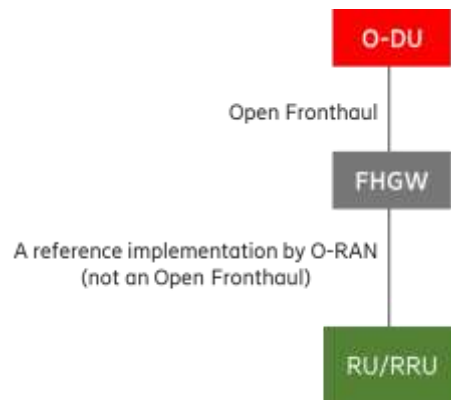 O-DU
Open Fronthaul
FHGW
A reference implementation by O-RAN
(not an Open Fronthaul)
RU/RRU